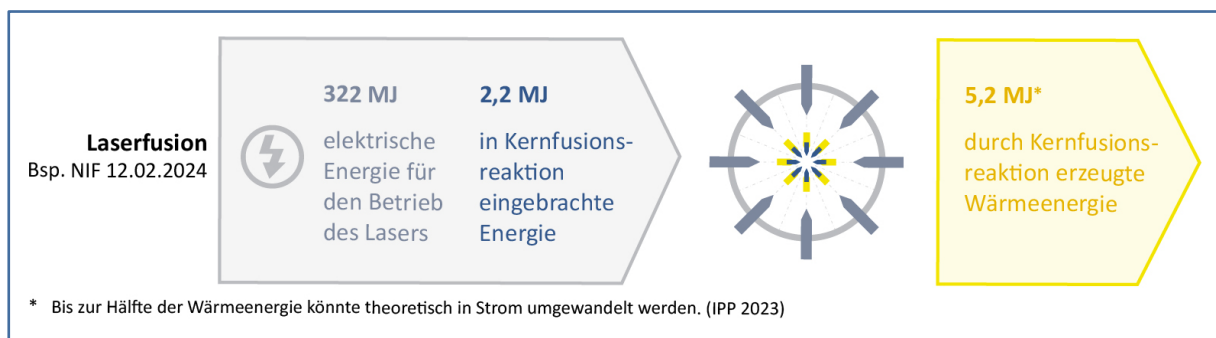 Laserfusion
Bsp. NIF 12.02.2024
322 MJ
elektrische
Energie für
den Betrieb
des Lasers
2,2 MJ
in Kernfusions-
reaktion
eingebrachte
Energie
5,2 MJ*
durch Kernfusions-
reaktion erzeugte
Wärmeenergie
* Bis zur Hälfte der Wärmeenergie könnte theoretisch in Strom umgewandelt werden. (IPP 2023)